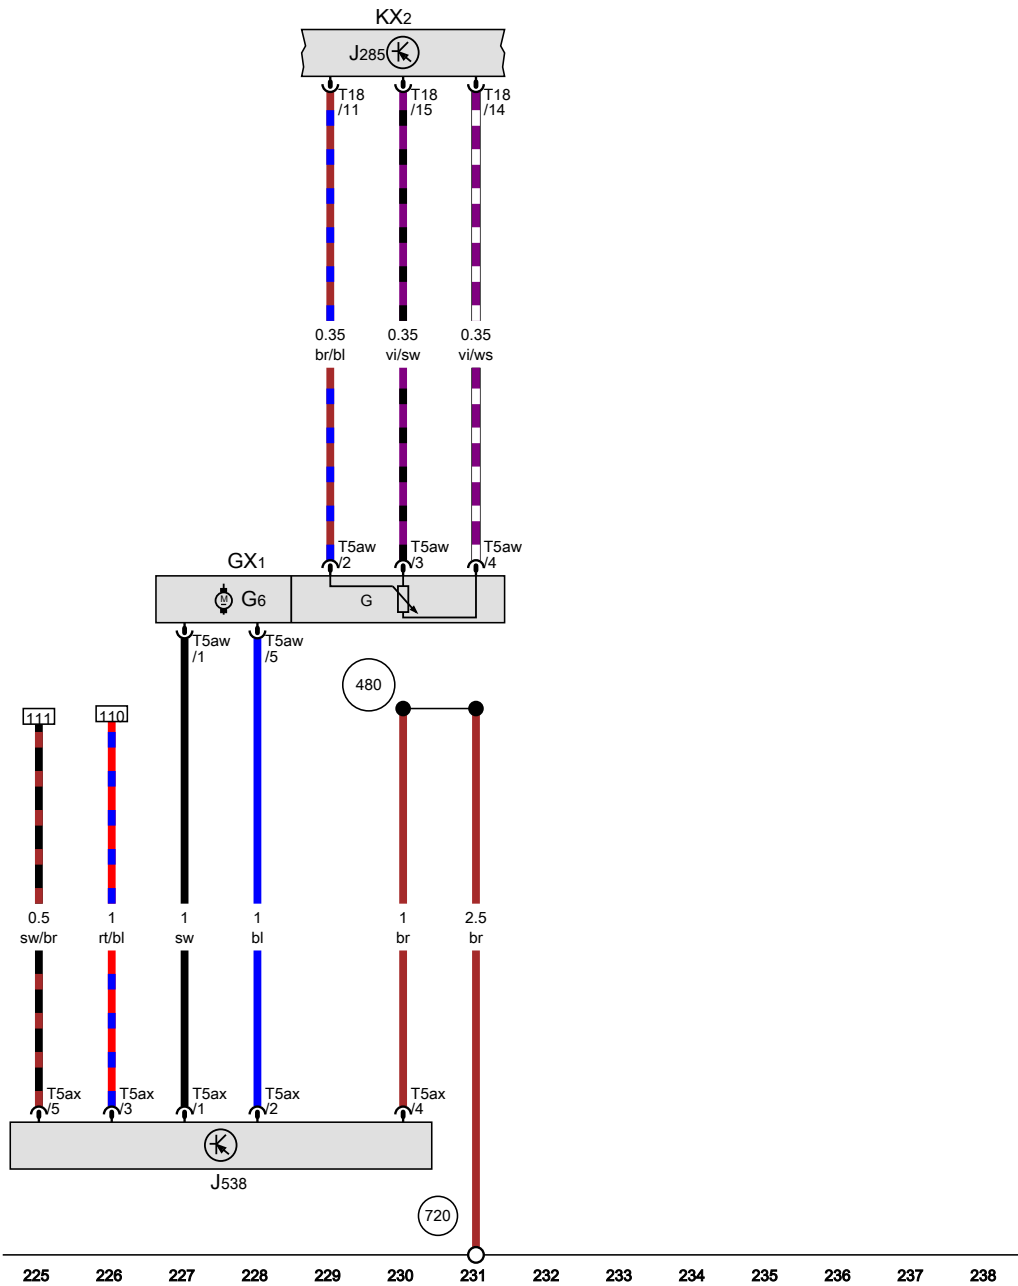 KX2
J285
T18
/11
T18
/15
T18
/14
0.35
br/bl
0.35
vi/sw
0.35
vi/ws
T5aw
/2
T5aw
/3
T5aw
/4
GX1
M
G6
G
T5aw
/1
T5aw
/5
480
111
110
0.5
sw/br
1
rt/bl
1
sw
1
bl
1
br
2.5
br
T5ax
/5
T5ax
/3
T5ax
/1
T5ax
/2
T5ax
/4
J538
720
225 226 227 228 229 230 231 232 233 234 235 236 237 238